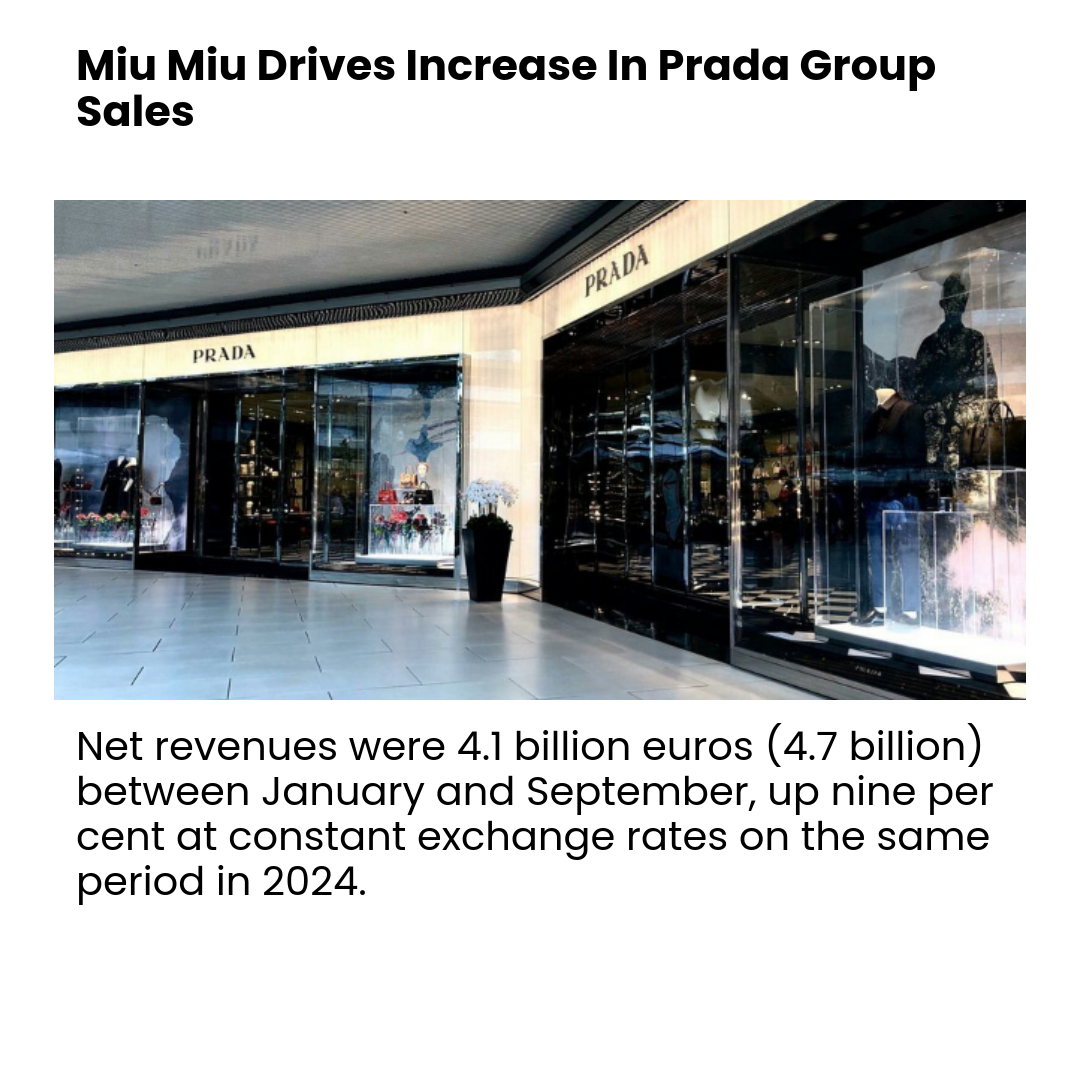 Miu Miu Drives Increase In Prada Group
Sales
PRADA
PRADA
Net revenues were 4.1 billion euros (4.7 billion)
between January and September, up nine per
cent at constant exchange rates on the same
period in 2024.